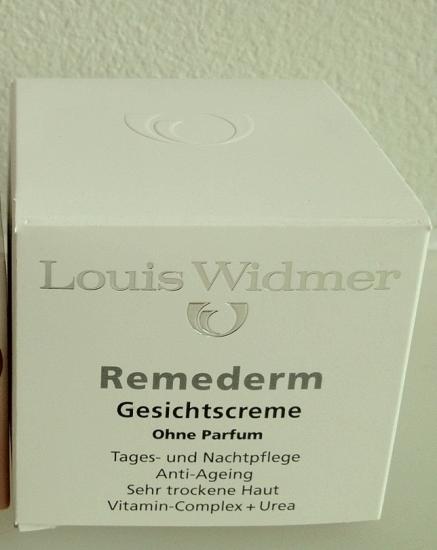 Louis Widmer
Remederm
Gesichtscreme
Ohne Parfum
Tages- und Nachtpflege
Anti-Ageing
Sehr trockene Haut
Vitamin-Complex + Urea